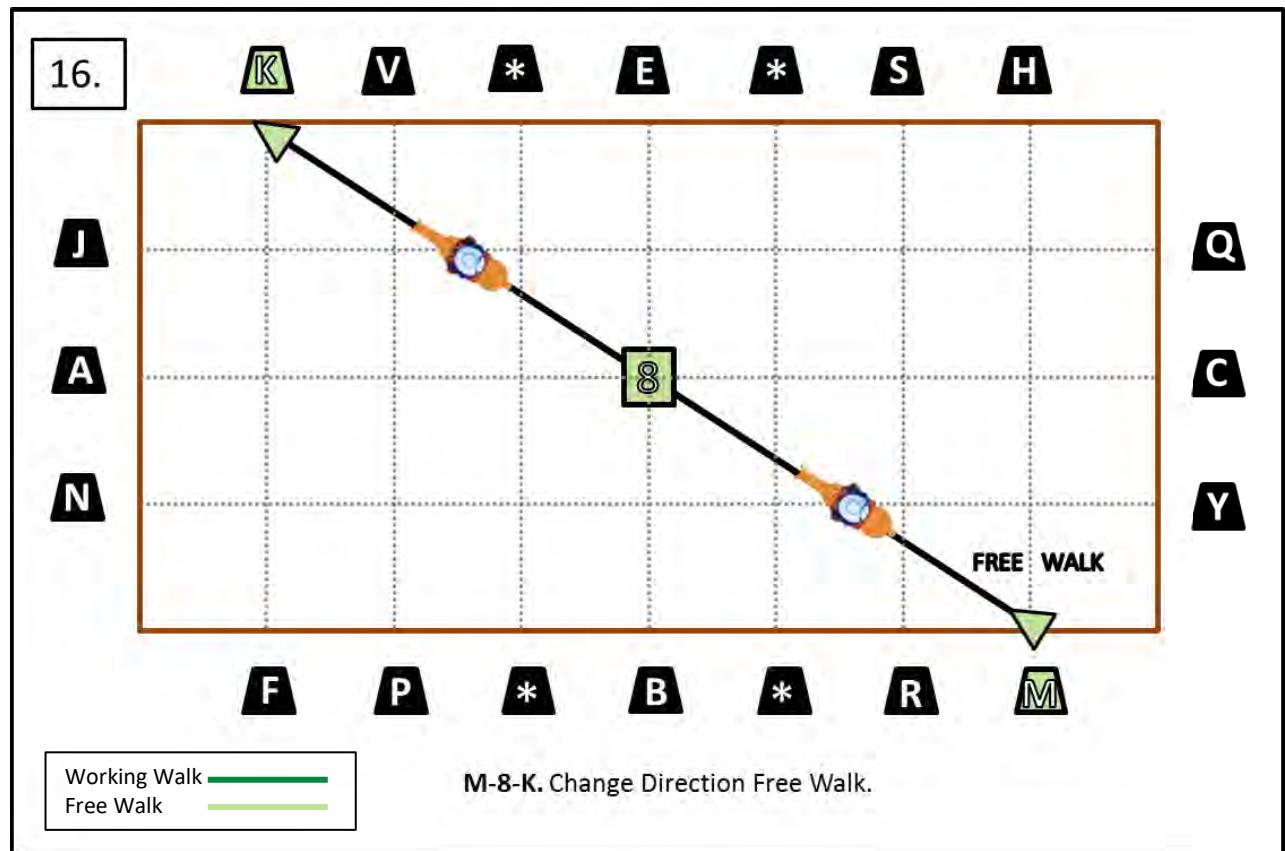 16.
K V * E * S H
J Q
8
A C
N Y
FREE WALK
F P * B * R M
Working Walk
Free Walk
M-8-K. Change Direction Free Walk.